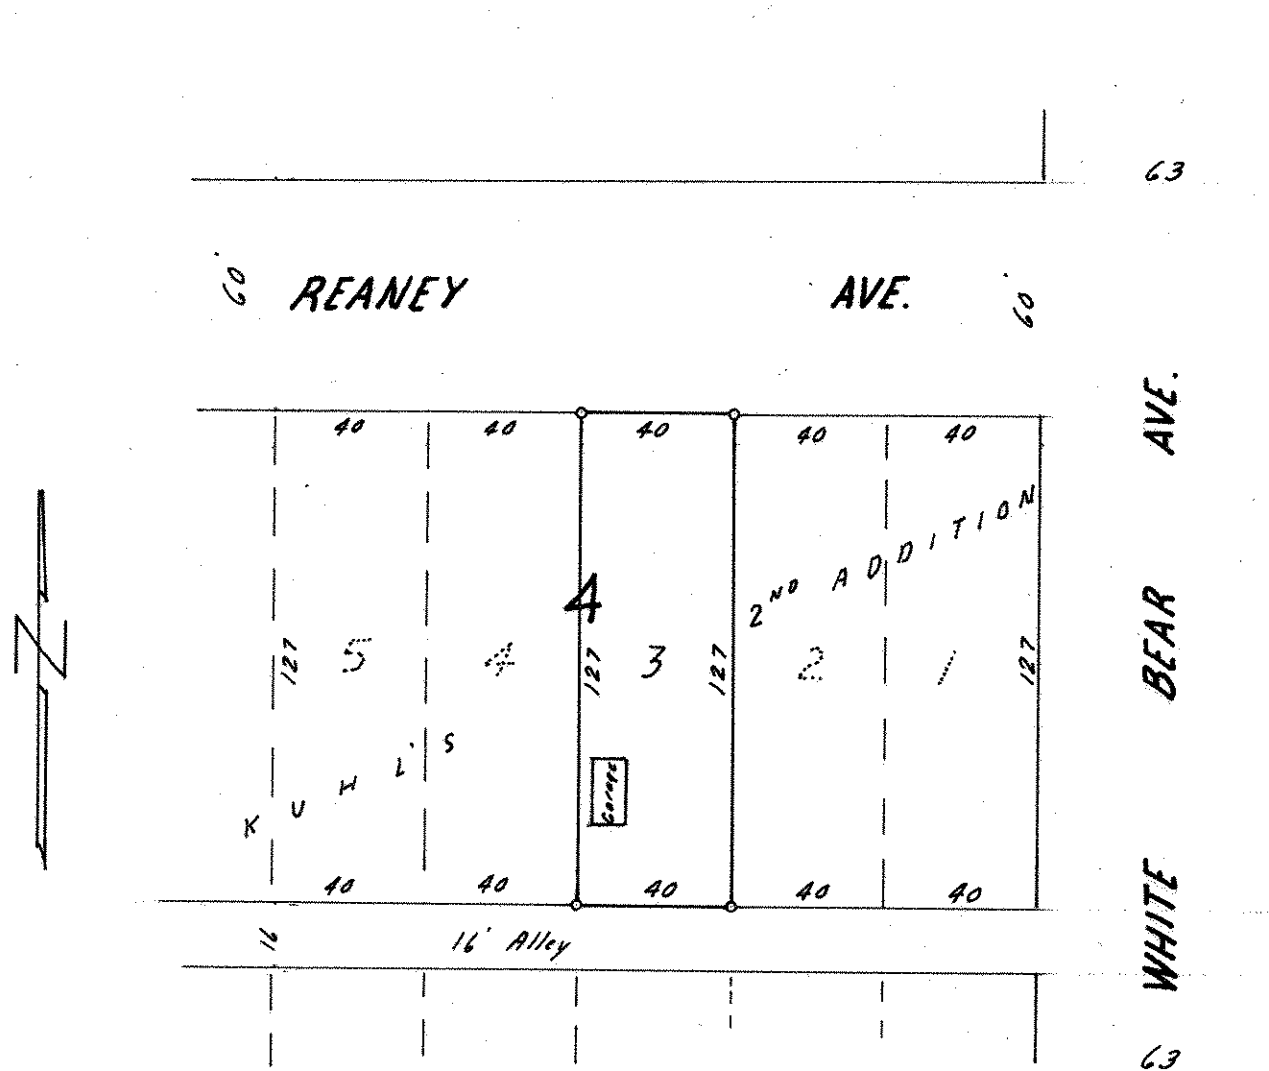 63
60'
REANEY AVE.
60'
40 40 40 40 40
WHITE BEAR AVE.
2ND ADDITION
4
127 5 4 127 3 127 2 1 127
KUHL'S
Garage
40 40 40 40 40
16 16' Alley
63
N